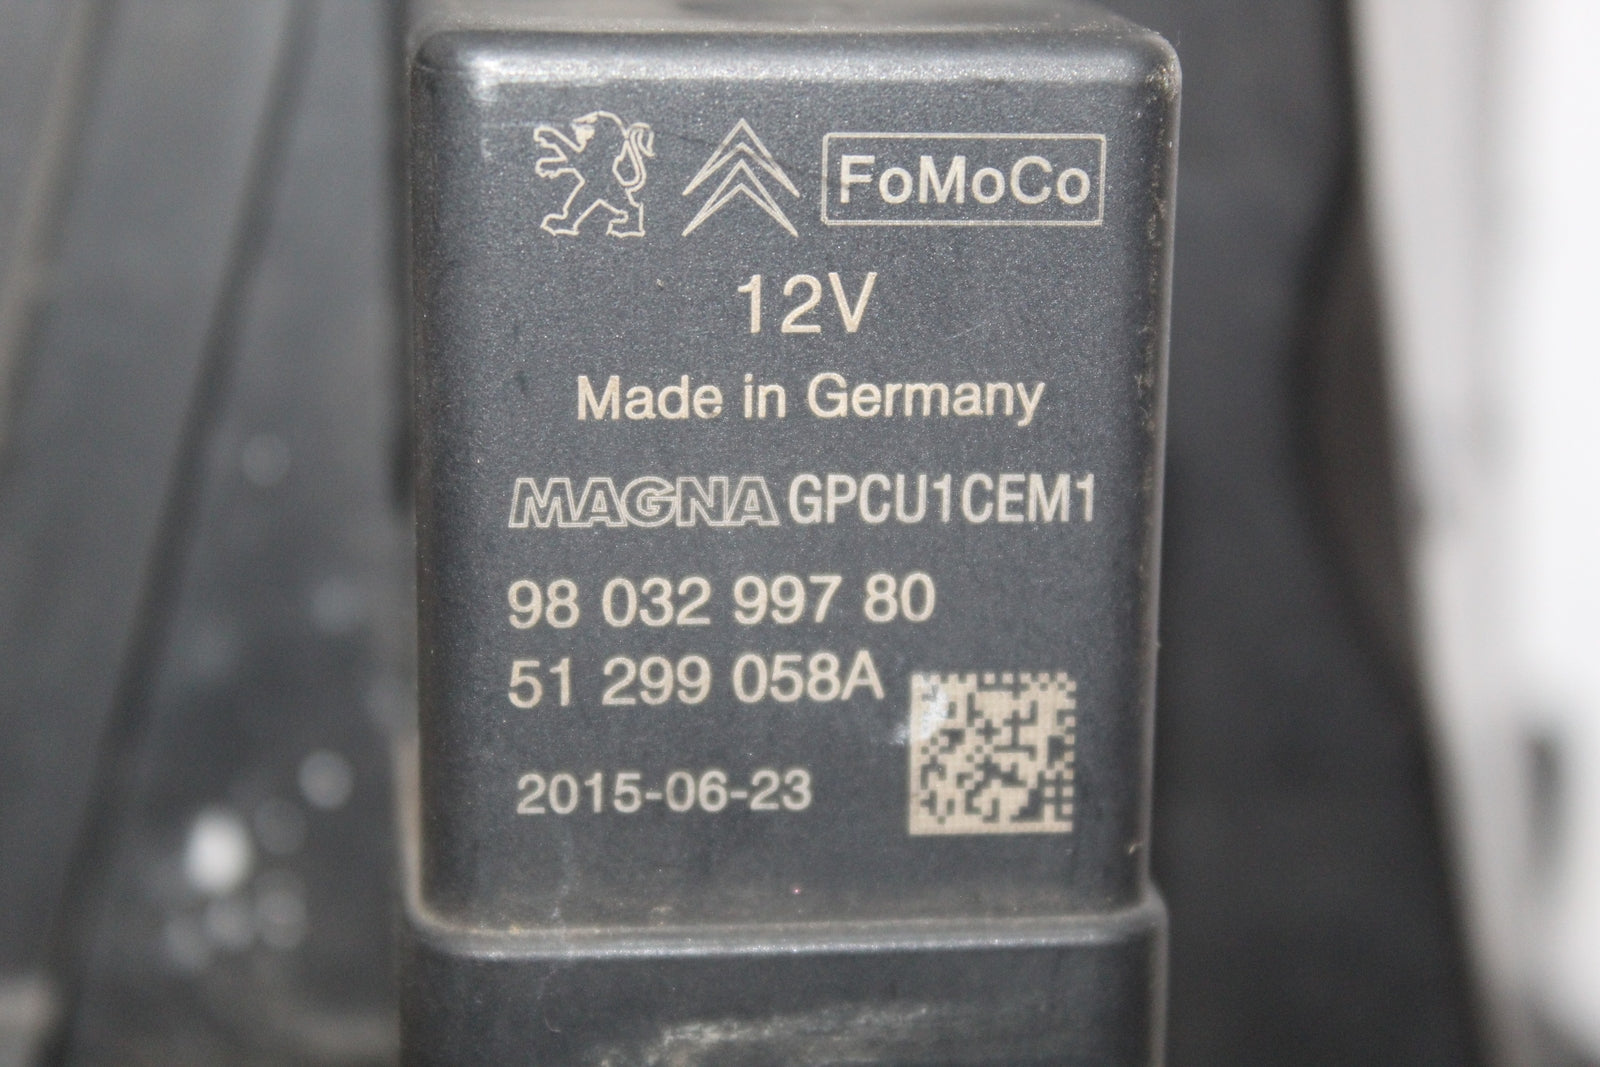 FoMoCo
12V
Made in Germany
MAGNA GPCU1CEM1
98 032 997 80
51 299 058A
2015-06-23